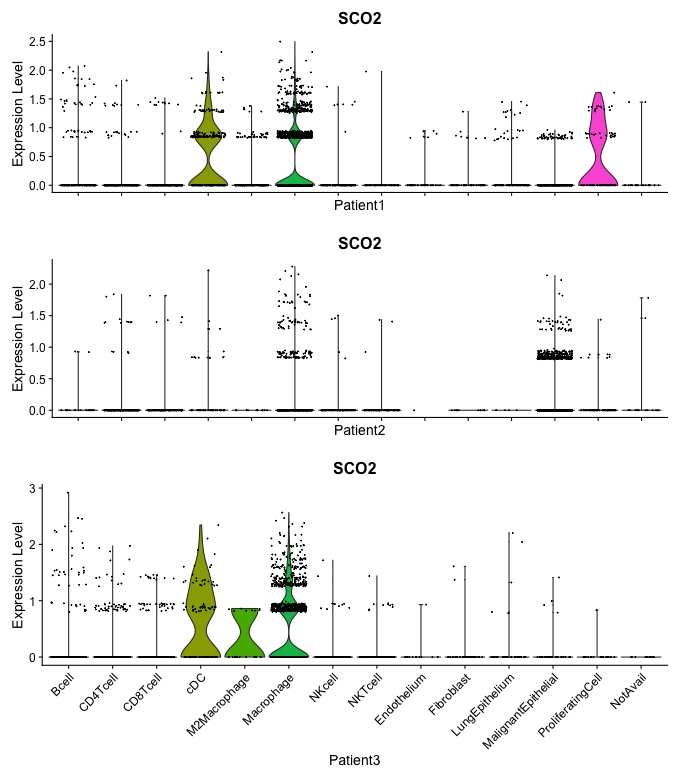 SCO2
Expression Level
2.5
2.0
1.5
1.0
0.5
0.0
Patient1
SCO2
Expression Level
2.0
1.5
1.0
0.5
0.0
Patient2
SCO2
Expression Level
3
2
1
0
Bcell
CD4Tcell
CD8Tcell
cDC
M2Macrophage
Macrophage
NKcell
NKTcell
Endothelium
Fibroblast
LungEpithelium
MalignantEpithelial
ProliferatingCell
NotAvail
Patient3